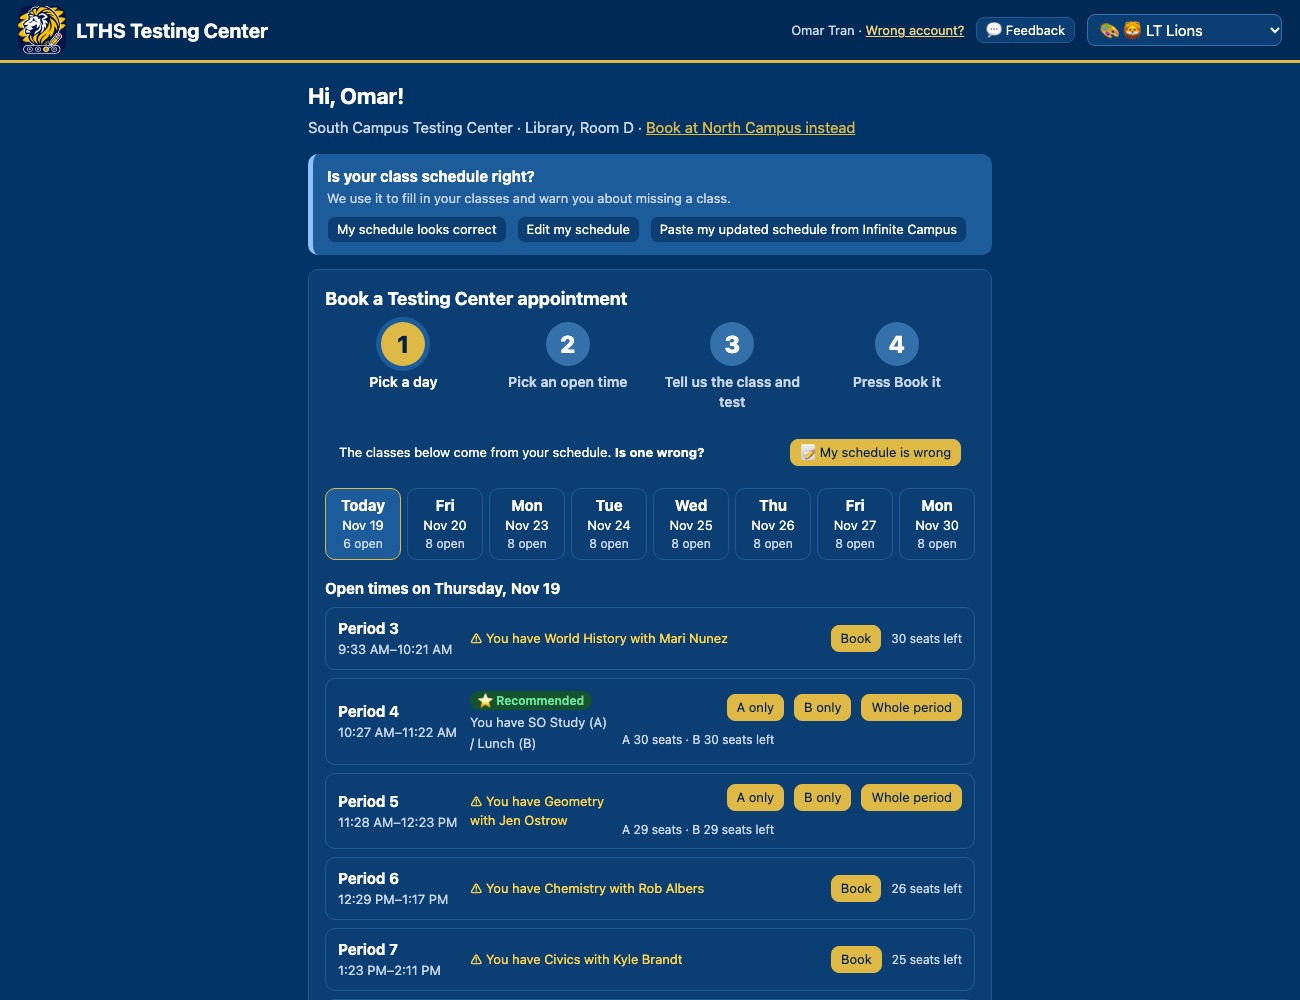 LTHS Testing Center
Omar Tran · Wrong account?
💬 Feedback
🎨 🦁 LT Lions
Hi, Omar!
South Campus Testing Center · Library, Room D · Book at North Campus instead
Is your class schedule right?
We use it to fill in your classes and warn you about missing a class.
My schedule looks correct
Edit my schedule
Paste my updated schedule from Infinite Campus
Book a Testing Center appointment
1
Pick a day
2
Pick an open time
3
Tell us the class and
test
4
Press Book it
The classes below come from your schedule. Is one wrong?
📝 My schedule is wrong
Today
Nov 19
6 open
Fri
Nov 20
8 open
Mon
Nov 23
8 open
Tue
Nov 24
8 open
Wed
Nov 25
8 open
Thu
Nov 26
8 open
Fri
Nov 27
8 open
Mon
Nov 30
8 open
Open times on Thursday, Nov 19
Period 3
9:33 AM–10:21 AM
⚠ You have World History with Mari Nunez
Book
30 seats left
Period 4
10:27 AM–11:22 AM
⭐ Recommended
You have SO Study (A)
/ Lunch (B)
A only
B only
Whole period
A 30 seats · B 30 seats left
Period 5
11:28 AM–12:23 PM
⚠ You have Geometry
with Jen Ostrow
A only
B only
Whole period
A 29 seats · B 29 seats left
Period 6
12:29 PM–1:17 PM
⚠ You have Chemistry with Rob Albers
Book
26 seats left
Period 7
1:23 PM–2:11 PM
⚠ You have Civics with Kyle Brandt
Book
25 seats left